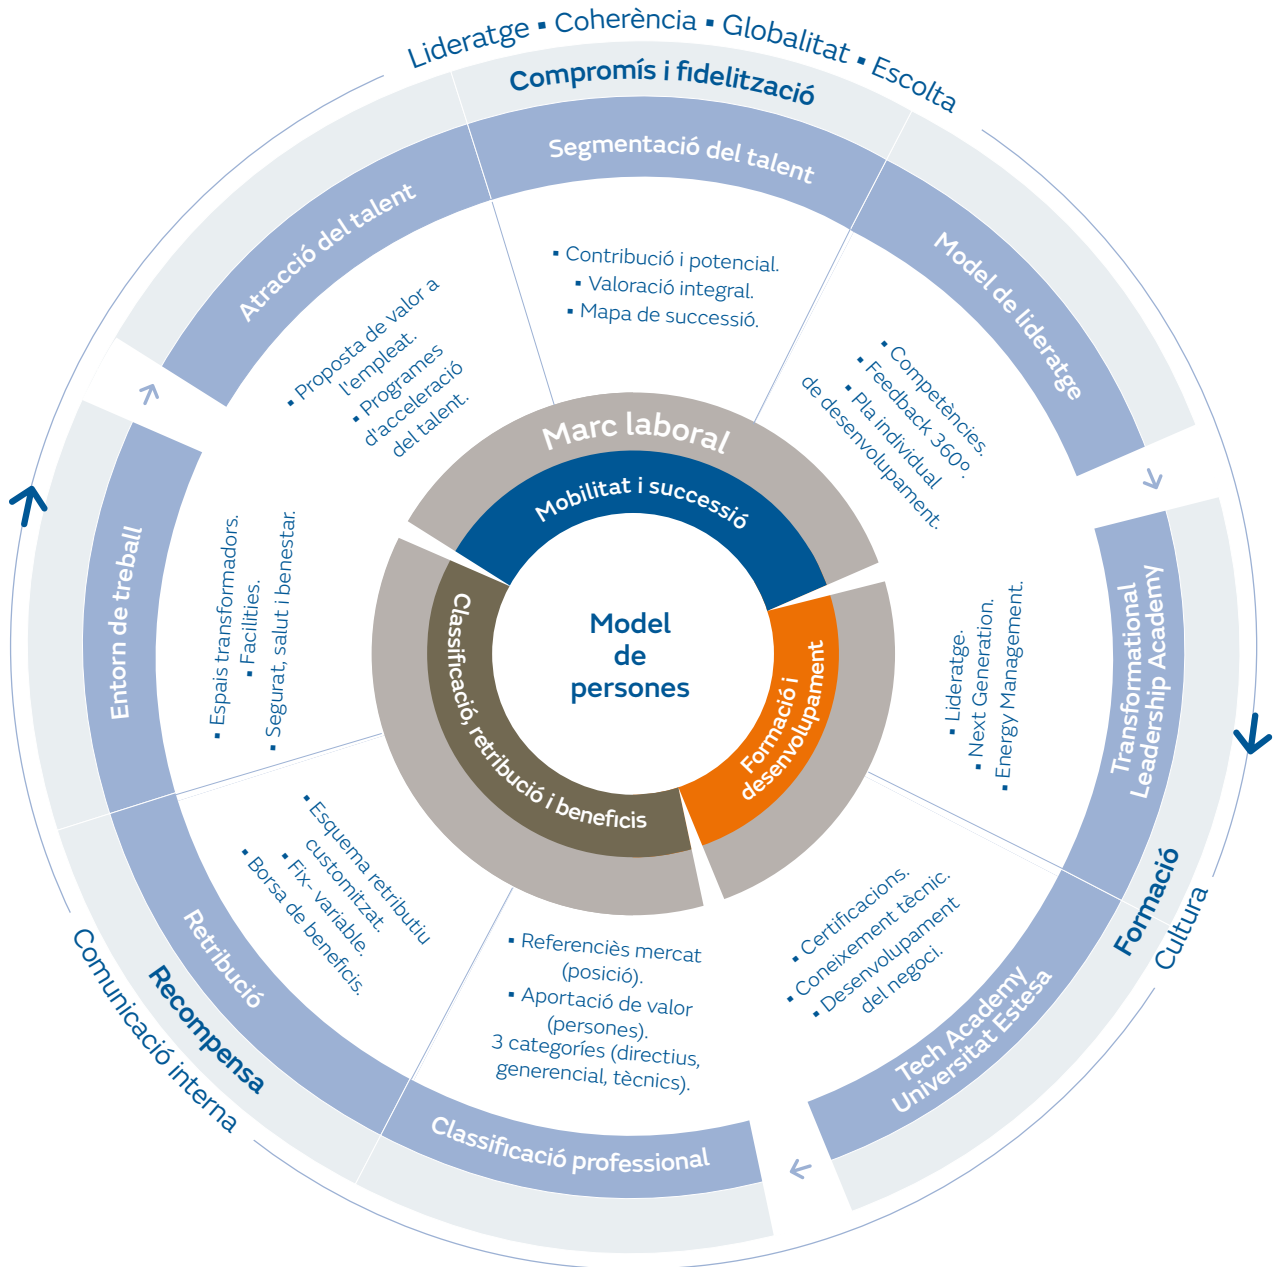 Lideratge ▪ Coherència ▪ Globalitat ▪ Escolta
Compromís i fidelització
Segmentació del talent
▪ Contribució i potencial.
▪ Valoració integral.
▪ Mapa de successió.
Model de lideratge
▪ Competències.
▪ Feedback 360º.
▪ Pla individual
de desenvolupament.
Transformational
Leadership Academy
▪ Lideratge.
▪ Next Generation.
▪ Energy Management.
Formació
Cultura
Tech Academy
Universitat Estesa
▪ Certificacions.
▪ Coneixement tècnic.
▪ Desenvolupament
del negoci.
Classificació professional
▪ Referenciès mercat
(posició).
▪ Aportació de valor
(persones).
3 categoríes (directius,
generencial, tècnics).
Recompensa
Comunicació interna
Retribució
▪ Esquema retributiu
customitzat.
▪ Fix- variable.
▪ Borsa de beneficis.
Entorn de treball
▪ Espais transformadors.
▪ Facilities.
▪ Segurat, salut i benestar.
Atracció del talent
▪ Proposta de valor a
l'empleat.
▪ Programes
d'acceleració
del talent.
Marc laboral
Mobilitat i successió
Formació i
desenvolupament
Classificació, retribució i beneficis
Model
de
persones